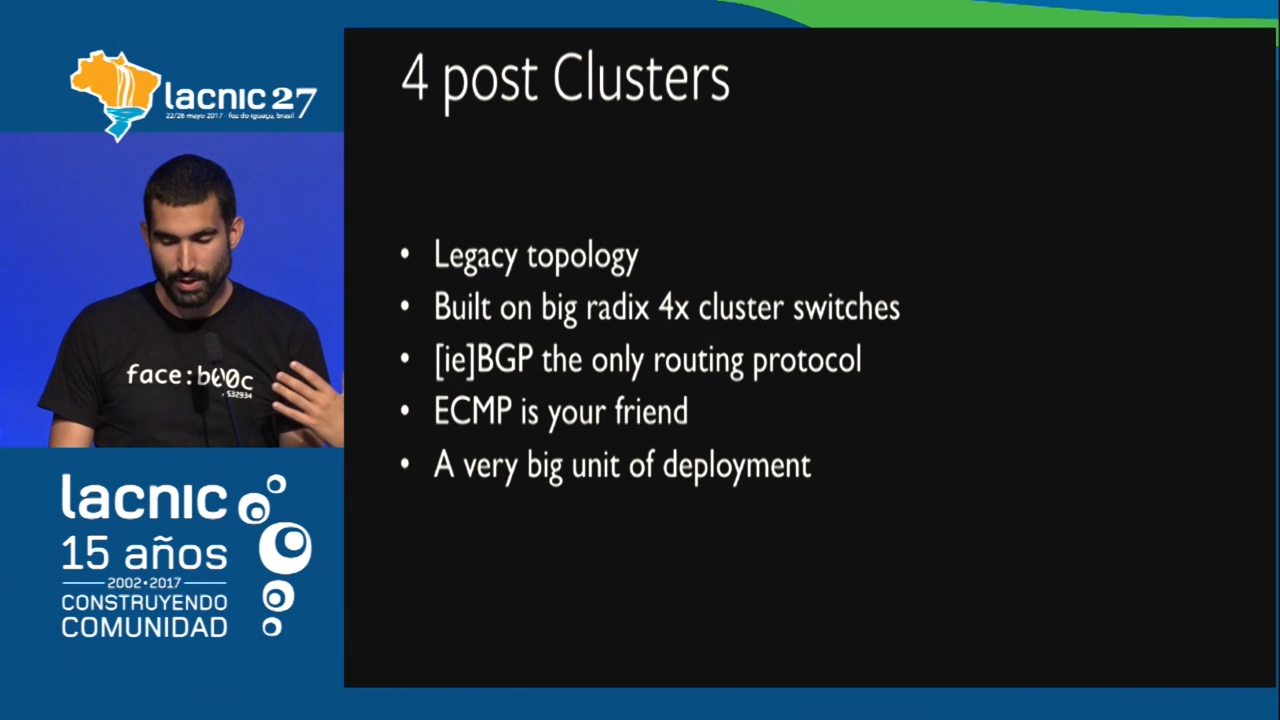 lacnic 27
22/26 mayo 2017 - foz do iguaçu, brasil
face:b00c
4 post Clusters
• Legacy topology
• Built on big radix 4x cluster switches
• [ie]BGP the only routing protocol
• ECMP is your friend
• A very big unit of deployment
lacnic
15 años
2002•2017
CONSTRUYENDO
COMUNIDAD